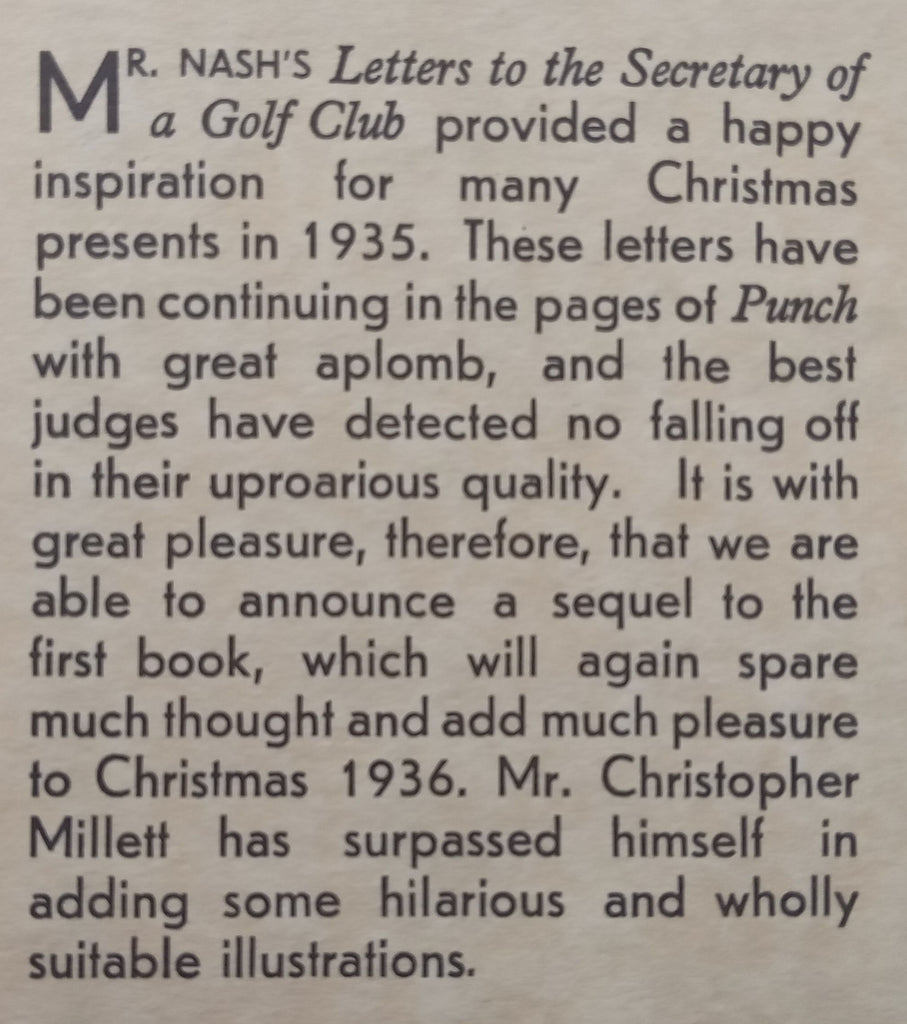 MR. NASH'S Letters to the Secretary of
a Golf Club provided a happy
inspiration for many Christmas
presents in 1935. These letters have
been continuing in the pages of Punch
with great aplomb, and the best
judges have detected no falling off
in their uproarious quality. It is with
great pleasure, therefore, that we are
able to announce a sequel to the
first book, which will again spare
much thought and add much pleasure
to Christmas 1936. Mr. Christopher
Millett has surpassed himself in
adding some hilarious and wholly
suitable illustrations.